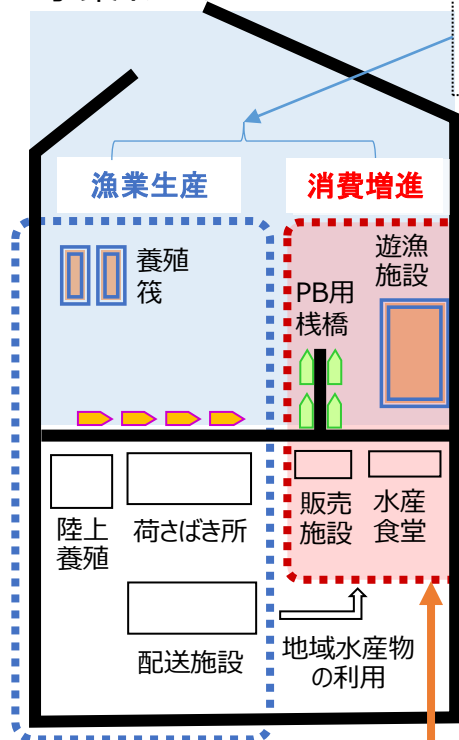 漁業生産
消費増進
養殖
筏
遊漁
施設
PB用
桟橋
陸上
養殖
荷さばき所
販売
施設
水産
食堂
配送施設
地域水産物
の利用